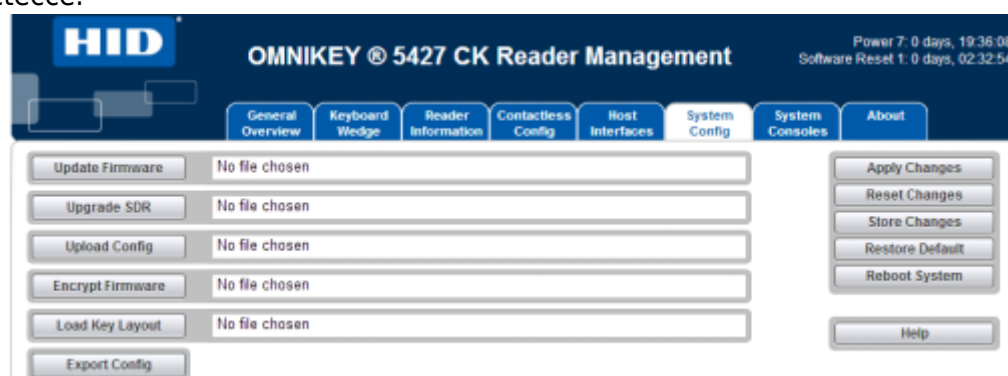 HID
OMNIKEY ® 5427 CK Reader Management
Power 7: 0 days, 19:36:08
Software Reset 1: 0 days, 02:32:54
General Overview
Keyboard Wedge
Reader Information
Contactless Config
Host Interfaces
System Config
System Consoles
About
Update Firmware No file chosen
Upgrade SDR No file chosen
Upload Config No file chosen
Encrypt Firmware No file chosen
Load Key Layout No file chosen
Export Config
Apply Changes
Reset Changes
Store Changes
Restore Default
Reboot System
Help